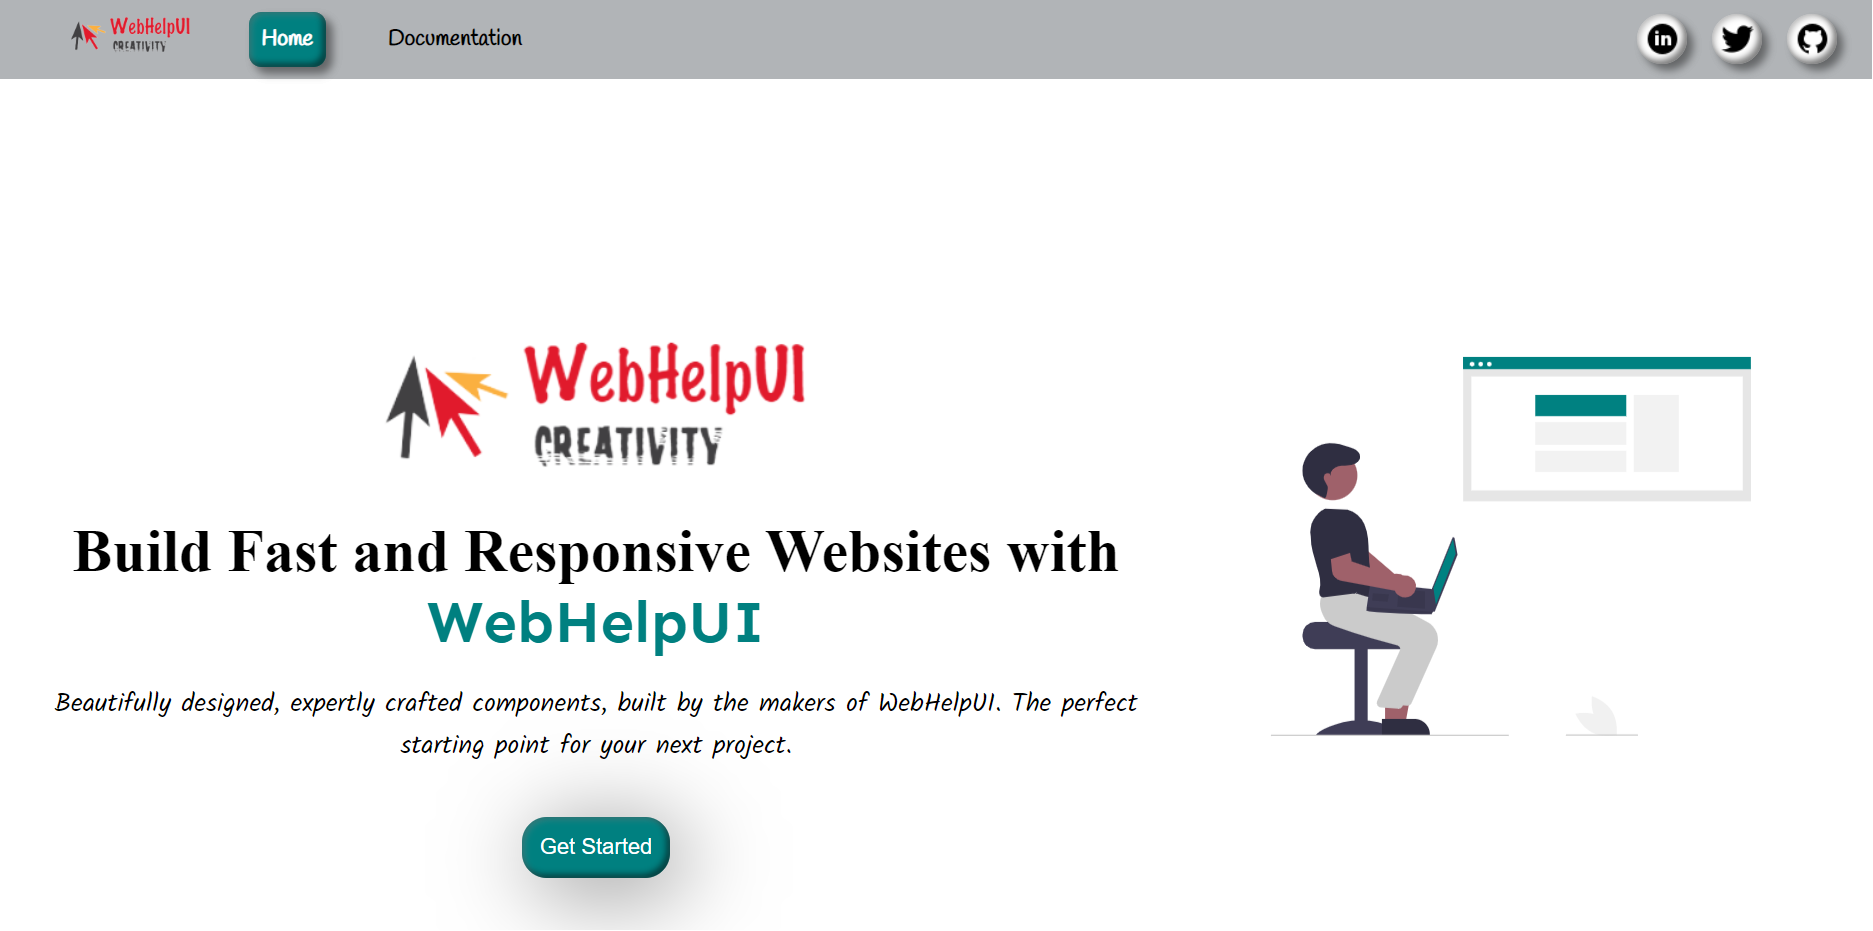 WebHelpUI
CREATIVITY
Home
Documentation
in
WebHelpUI
CREATIVITY
Build Fast and Responsive Websites with
WebHelpUI
Beautifully designed, expertly crafted components, built by the makers of WebHelpUI. The perfect
starting point for your next project.
Get Started